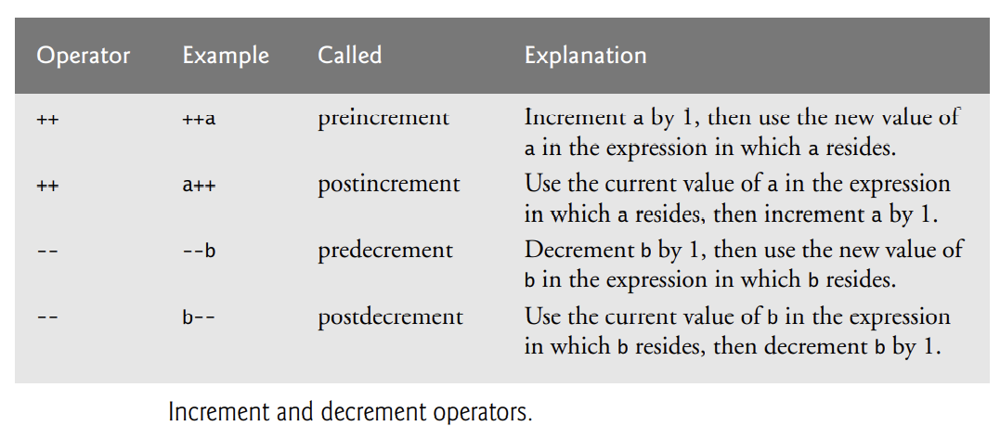 Operator Example Called Explanation
++ ++a preincrement Increment a by 1, then use the new value of
a in the expression in which a resides.
++ a++ postincrement Use the current value of a in the expression
in which a resides, then increment a by 1.
-- --b predecrement Decrement b by 1, then use the new value of
b in the expression in which b resides.
-- b-- postdecrement Use the current value of b in the expression
in which b resides, then decrement b by 1.
Increment and decrement operators.